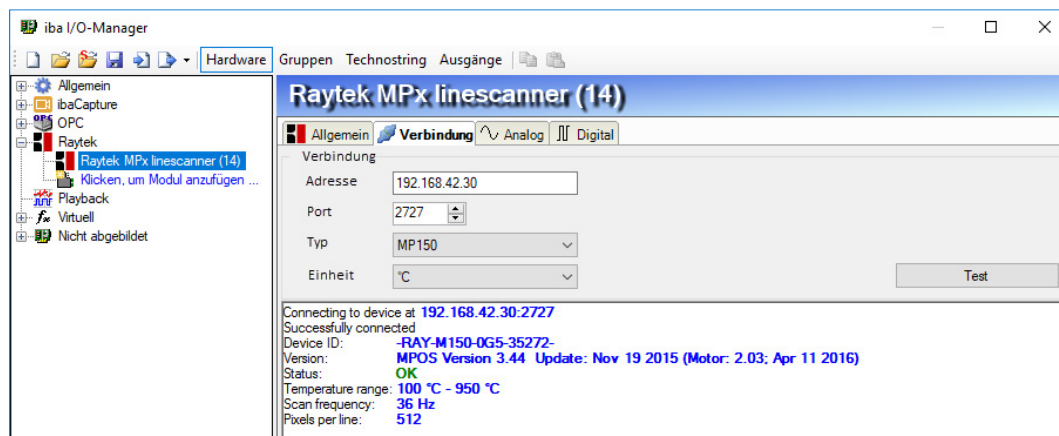 iba I/O-Manager
Hardware Gruppen Technostring Ausgänge
Allgemein
ibaCapture
OPC OPC
Raytek
Raytek MPx linescanner (14)
Klicken, um Modul anzufügen ...
Playback
fx Virtuell
Nicht abgebildet
Raytek MPx linescanner (14)
Allgemein Verbindung Analog Digital
Verbindung
Adresse 192.168.42.30
Port 2727
Typ MP150
Einheit °C
Test
Connecting to device at 192.168.42.30:2727
Successfully connected
Device ID: -RAY-M150-0G5-35272-
Version: MPOS Version 3.44 Update: Nov 19 2015 (Motor: 2.03; Apr 11 2016)
Status: OK
Temperature range: 100 °C - 950 °C
Scan frequency: 36 Hz
Pixels per line: 512